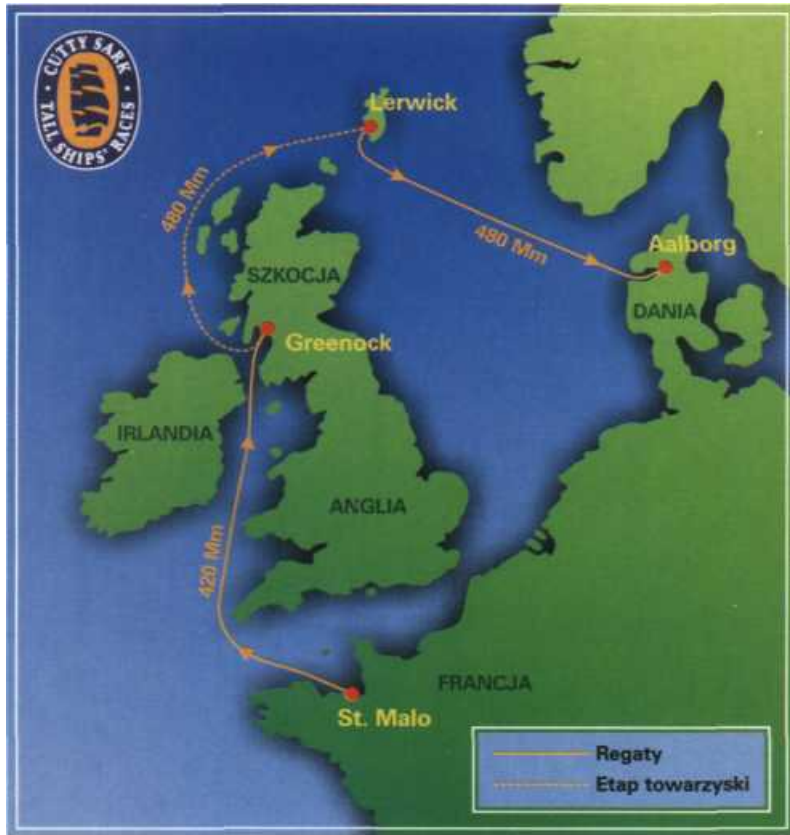 CUTTY SARK
TALL SHIPS' RACES
Lerwick
480 Mm
480 Mm
Aalborg
SZKOCJA
DANIA
Greenock
IRLANDIA
ANGLIA
420 Mm
FRANCJA
St. Malo
Regaty
Etap towarzyski